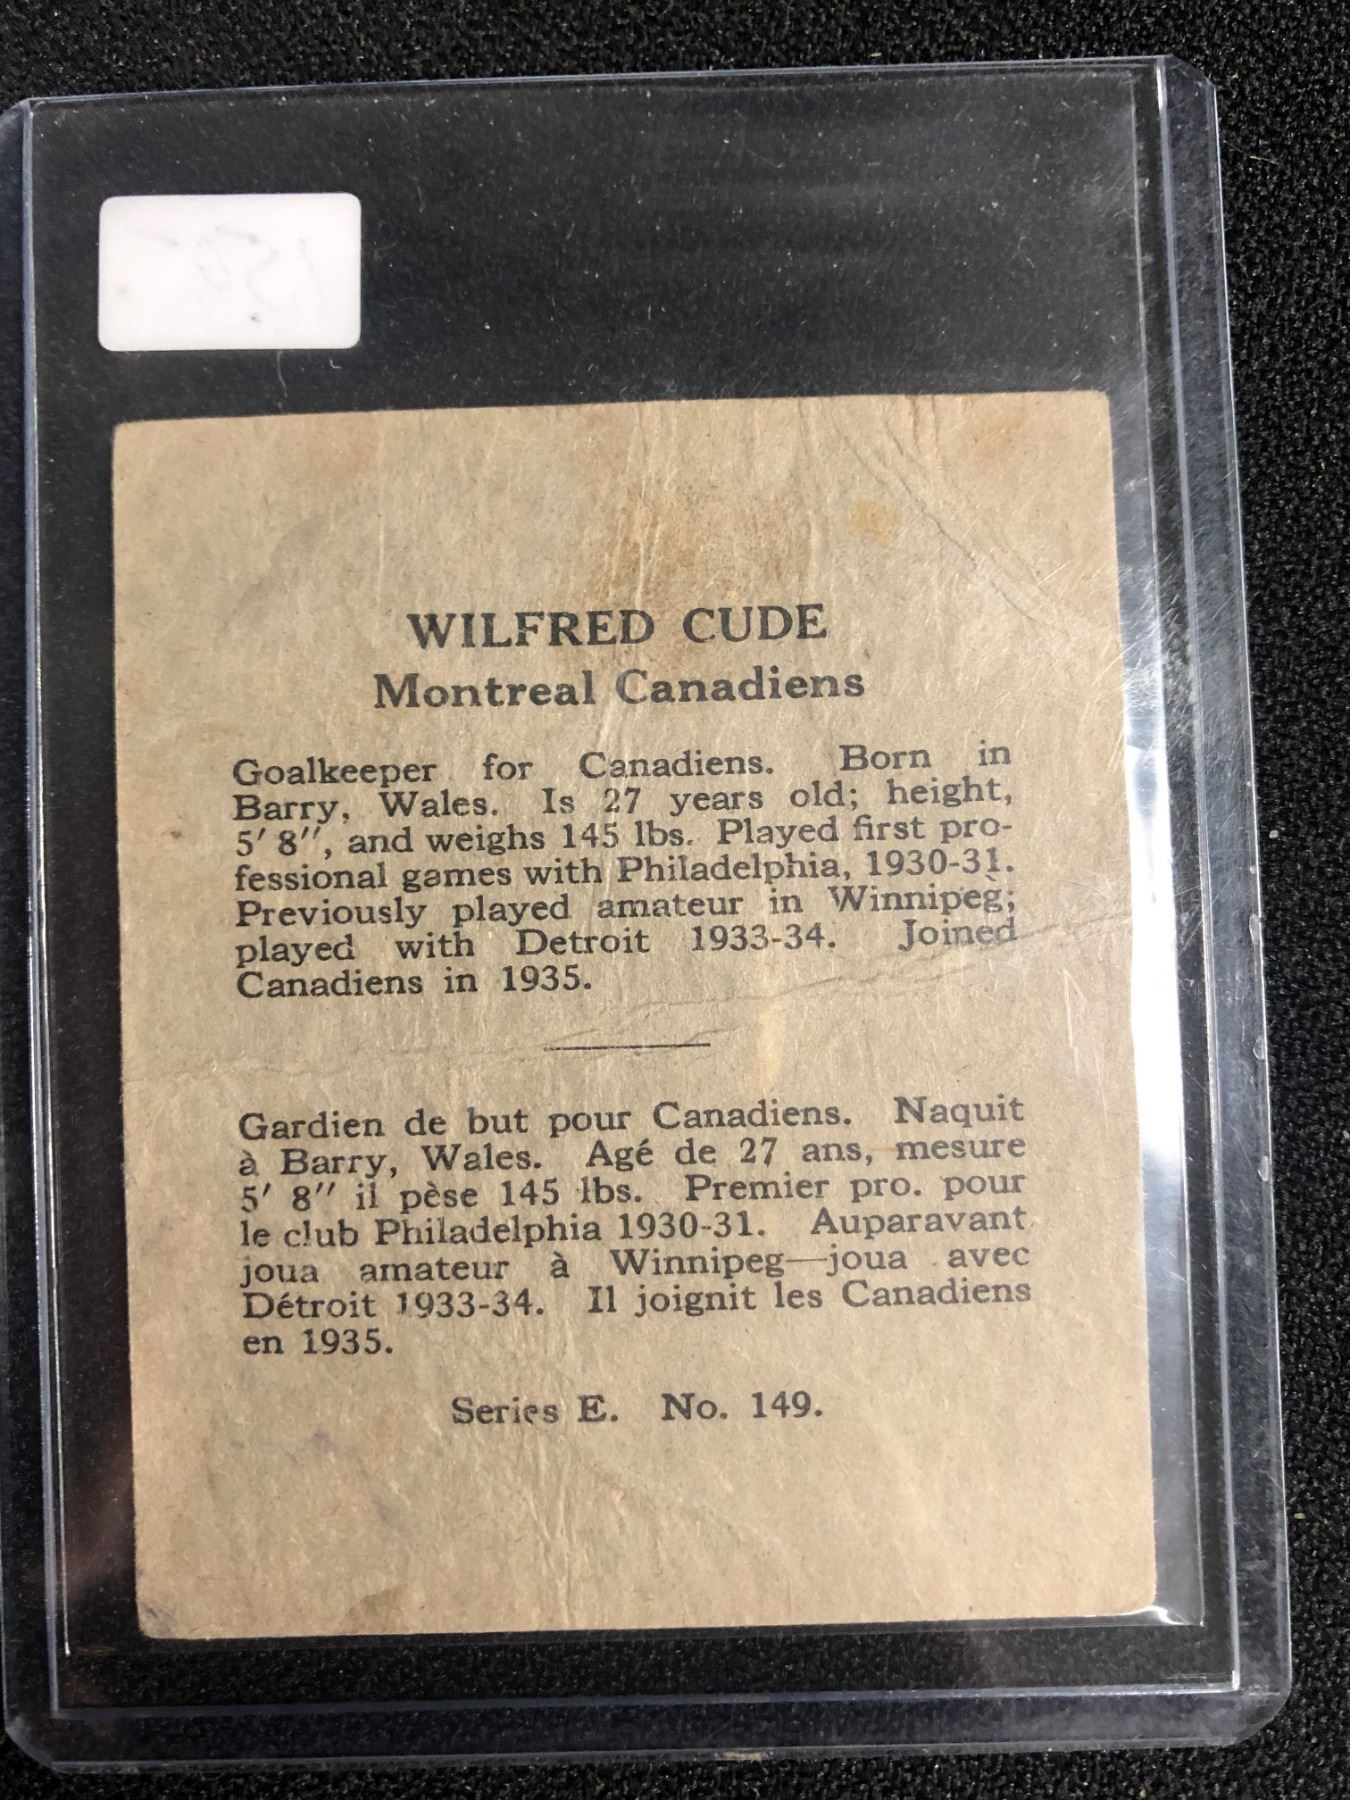 WILFRED CUDE
Montreal Canadiens
Goalkeeper for Canadiens. Born in
Barry, Wales. Is 27 years old; height,
5' 8", and weighs 145 lbs. Played first pro-
fessional games with Philadelphia, 1930-31.
Previously played amateur in Winnipeg;
played with Detroit 1933-34. Joined
Canadiens in 1935.
Gardien de but pour Canadiens. Naquit
à Barry, Wales. Agé de 27 ans, mesure
5' 8" il pèse 145 lbs. Premier pro. pour
le club Philadelphia 1930-31. Auparavant
joua amateur à Winnipeg—joua avec
Détroit 1933-34. Il joignit les Canadiens
en 1935.
Series E. No. 149.